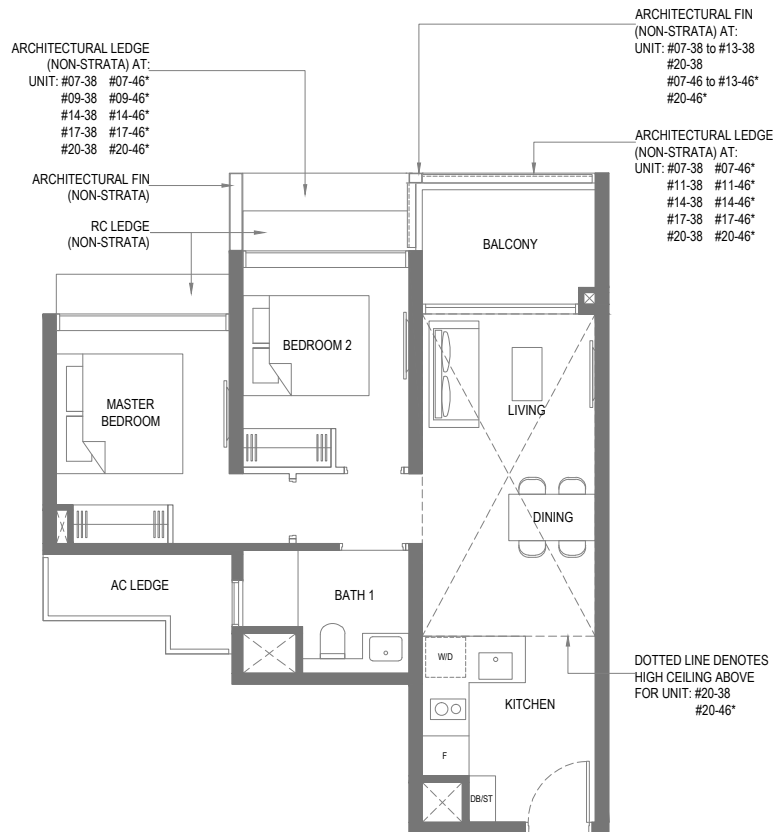 ARCHITECTURAL FIN
(NON-STRATA) AT:
UNIT: #07-38 to #13-38
#20-38
#07-46 to #13-46*
#20-46*
ARCHITECTURAL LEDGE
(NON-STRATA) AT:
UNIT: #07-38 #07-46*
#09-38 #09-46*
#14-38 #14-46*
#17-38 #17-46*
#20-38 #20-46*
ARCHITECTURAL LEDGE
(NON-STRATA) AT:
UNIT: #07-38 #07-46*
#11-38 #11-46*
#14-38 #14-46*
#17-38 #17-46*
#20-38 #20-46*
ARCHITECTURAL FIN
(NON-STRATA)
RC LEDGE
(NON-STRATA)
BALCONY
BEDROOM 2
MASTER
BEDROOM
LIVING
DINING
AC LEDGE
BATH 1
W/D
KITCHEN
F
DB/ST
DOTTED LINE DENOTES
HIGH CEILING ABOVE
FOR UNIT: #20-38
#20-46*